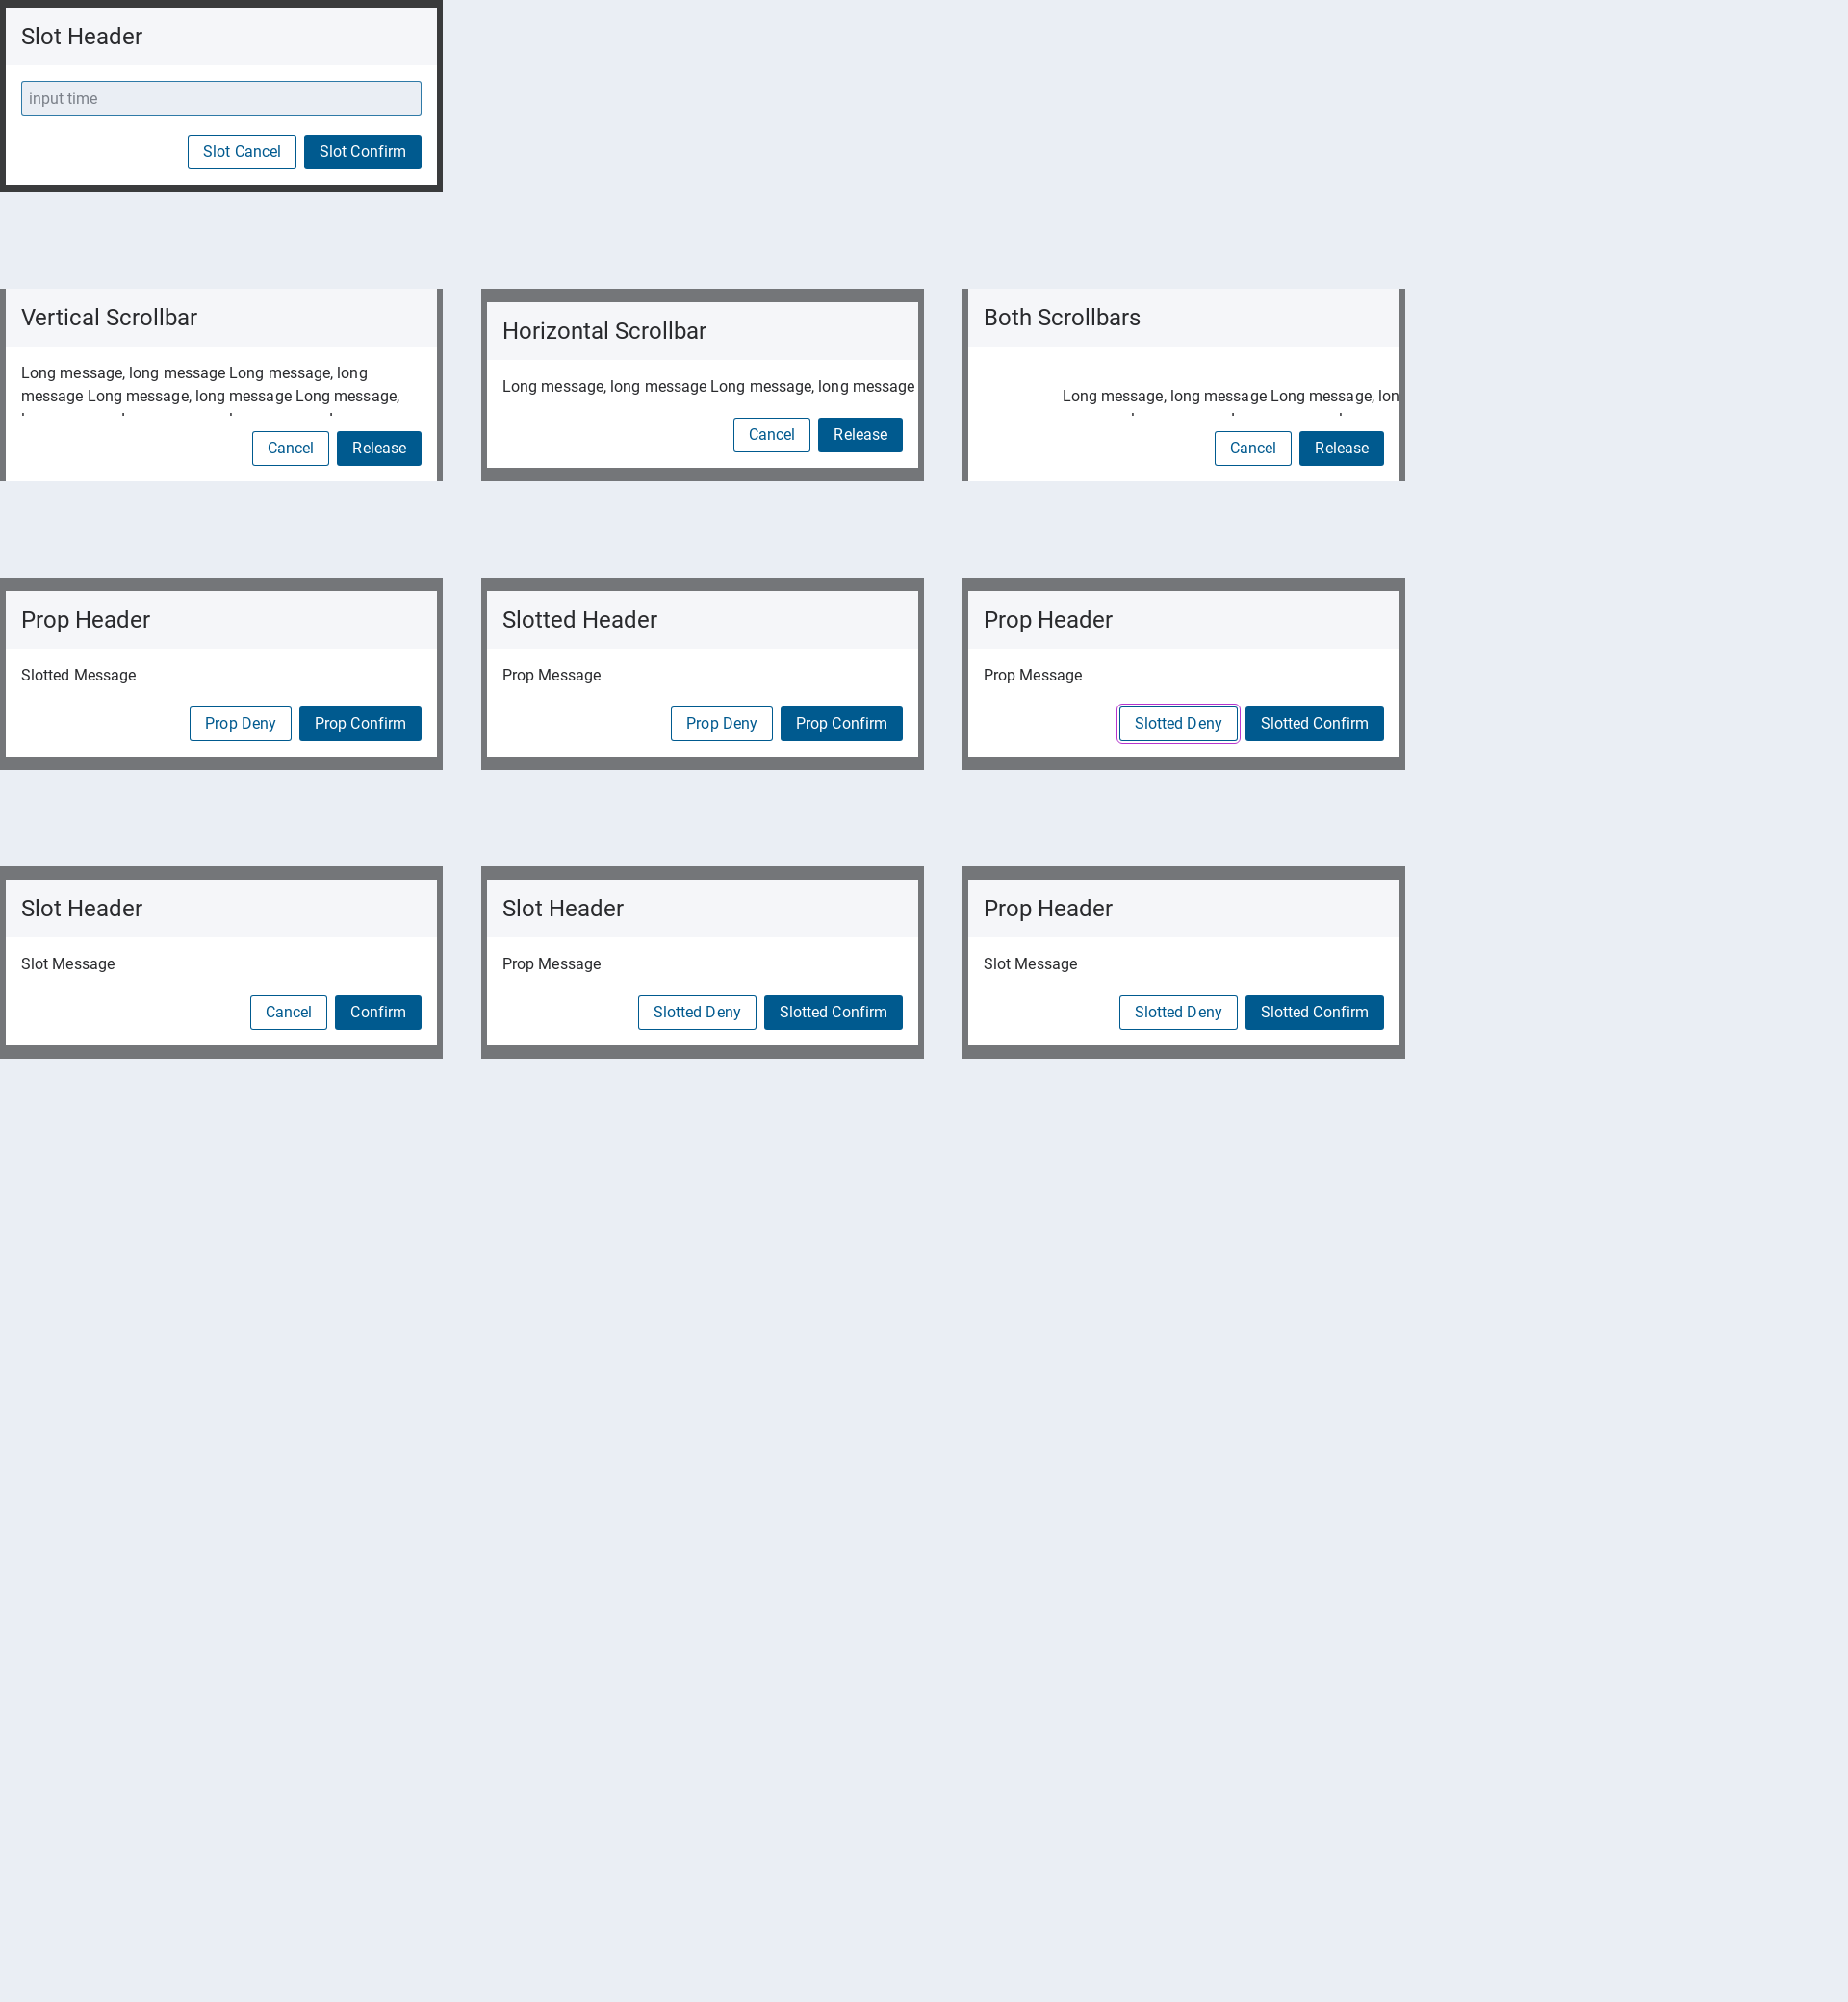 Slot Header
input time
Slot Cancel Slot Confirm
Vertical Scrollbar
Long message, long message Long message, long
message Long message, long message Long message,
Cancel Release
Horizontal Scrollbar
Long message, long message Long message, long message
Cancel Release
Both Scrollbars
Long message, long message Long message, lon
Cancel Release
Prop Header
Slotted Message
Prop Deny Prop Confirm
Slotted Header
Prop Message
Prop Deny Prop Confirm
Prop Header
Prop Message
Slotted Deny Slotted Confirm
Slot Header
Slot Message
Cancel Confirm
Slot Header
Prop Message
Slotted Deny Slotted Confirm
Prop Header
Slot Message
Slotted Deny Slotted Confirm